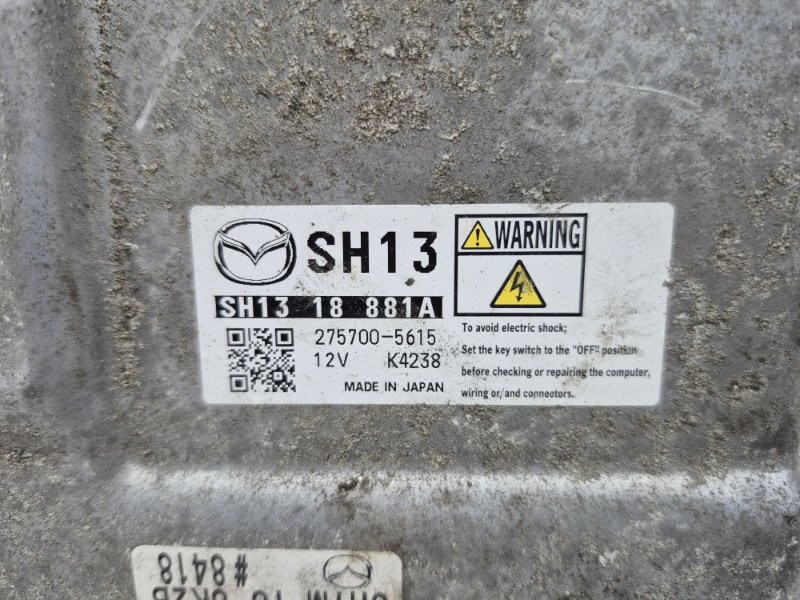 SH13
SH13 18 881A
275700-5615
12V K4238
MADE IN JAPAN
WARNING
To avoid electric shock;
Set the key switch to the "OFF" position
before checking or repairing the computer,
wiring or/and connectors.
#8418